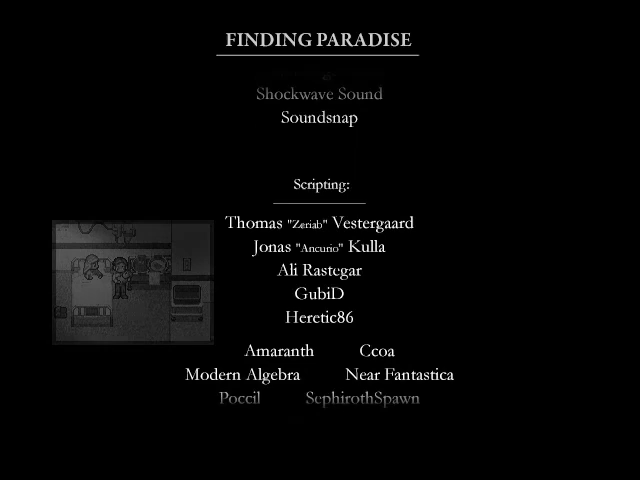 FINDING PARADISE
Shockwave Sound
Soundsnap
Scripting:
Thomas "Zeriab" Vestergaard
Jonas "Ancurio" Kulla
Ali Rastegar
GubiD
Heretic86
Amaranth Ccoa
Modern Algebra Near Fantastica
Poccil SephirothSpawn